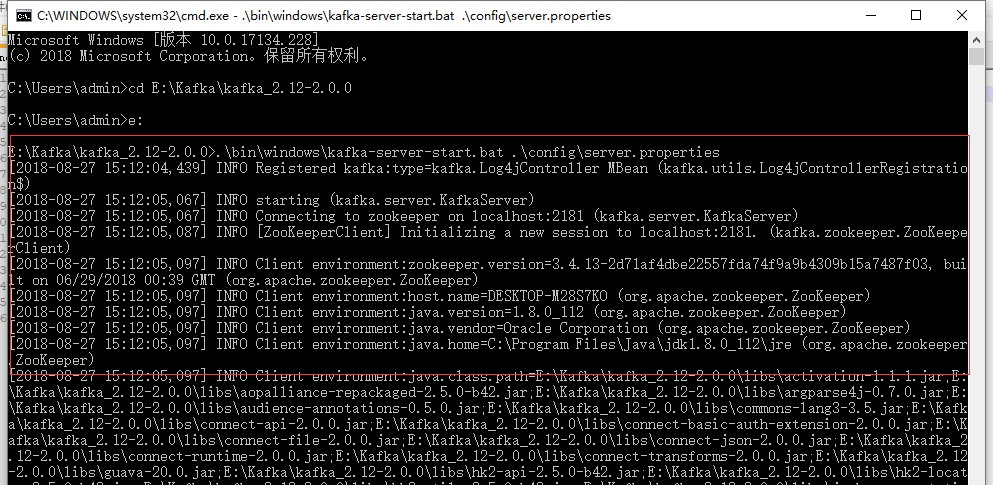 C:\WINDOWS\system32\cmd.exe - .\bin\windows\kafka-server-start.bat .\config\server.properties
Microsoft Windows [版本 10.0.17134.228]
(c) 2018 Microsoft Corporation。保留所有权利。
C:\Users\admin>cd E:\Kafka\kafka_2.12-2.0.0
C:\Users\admin>e:
E:\Kafka\kafka_2.12-2.0.0>.\bin\windows\kafka-server-start.bat .\config\server.properties
[2018-08-27 15:12:04,439] INFO Registered kafka:type=kafka.Log4jController MBean (kafka.utils.Log4jControllerRegistratio
n$)
[2018-08-27 15:12:05,067] INFO starting (kafka.server.KafkaServer)
[2018-08-27 15:12:05,067] INFO Connecting to zookeeper on localhost:2181 (kafka.server.KafkaServer)
[2018-08-27 15:12:05,087] INFO [ZooKeeperClient] Initializing a new session to localhost:2181. (kafka.zookeeper.ZooKeepe
rClient)
[2018-08-27 15:12:05,097] INFO Client environment:zookeeper.version=3.4.13-2d71af4dbe22557fda74f9a9b4309b15a7487f03, bui
lt on 06/29/2018 00:39 GMT (org.apache.zookeeper.ZooKeeper)
[2018-08-27 15:12:05,097] INFO Client environment:host.name=DESKTOP-M28S7KO (org.apache.zookeeper.ZooKeeper)
[2018-08-27 15:12:05,097] INFO Client environment:java.version=1.8.0_112 (org.apache.zookeeper.ZooKeeper)
[2018-08-27 15:12:05,097] INFO Client environment:java.vendor=Oracle Corporation (org.apache.zookeeper.ZooKeeper)
[2018-08-27 15:12:05,097] INFO Client environment:java.home=C:\Program Files\Java\jdk1.8.0_112\jre (org.apache.zookeeper
.ZooKeeper)
[2018-08-27 15:12:05,097] INFO Client environment:java.class.path=E:\Kafka\kafka_2.12-2.0.0\libs\activation-1.1.1.jar;E:
\Kafka\kafka_2.12-2.0.0\libs\aopalliance-repackaged-2.5.0-b42.jar;E:\Kafka\kafka_2.12-2.0.0\libs\argparse4j-0.7.0.jar;E:
\Kafka\kafka_2.12-2.0.0\libs\audience-annotations-0.5.0.jar;E:\Kafka\kafka_2.12-2.0.0\libs\commons-lang3-3.5.jar;E:\Kafk
a\kafka_2.12-2.0.0\libs\connect-api-2.0.0.jar;E:\Kafka\kafka_2.12-2.0.0\libs\connect-basic-auth-extension-2.0.0.jar;E:\K
afka\kafka_2.12-2.0.0\libs\connect-file-2.0.0.jar;E:\Kafka\kafka_2.12-2.0.0\libs\connect-json-2.0.0.jar;E:\Kafka\kafka_2
.12-2.0.0\libs\connect-runtime-2.0.0.jar;E:\Kafka\kafka_2.12-2.0.0\libs\connect-transforms-2.0.0.jar;E:\Kafka\kafka_2.12
-2.0.0\libs\guava-20.0.jar;E:\Kafka\kafka_2.12-2.0.0\libs\hk2-api-2.5.0-b42.jar;E:\Kafka\kafka_2.12-2.0.0\libs\hk2-locat